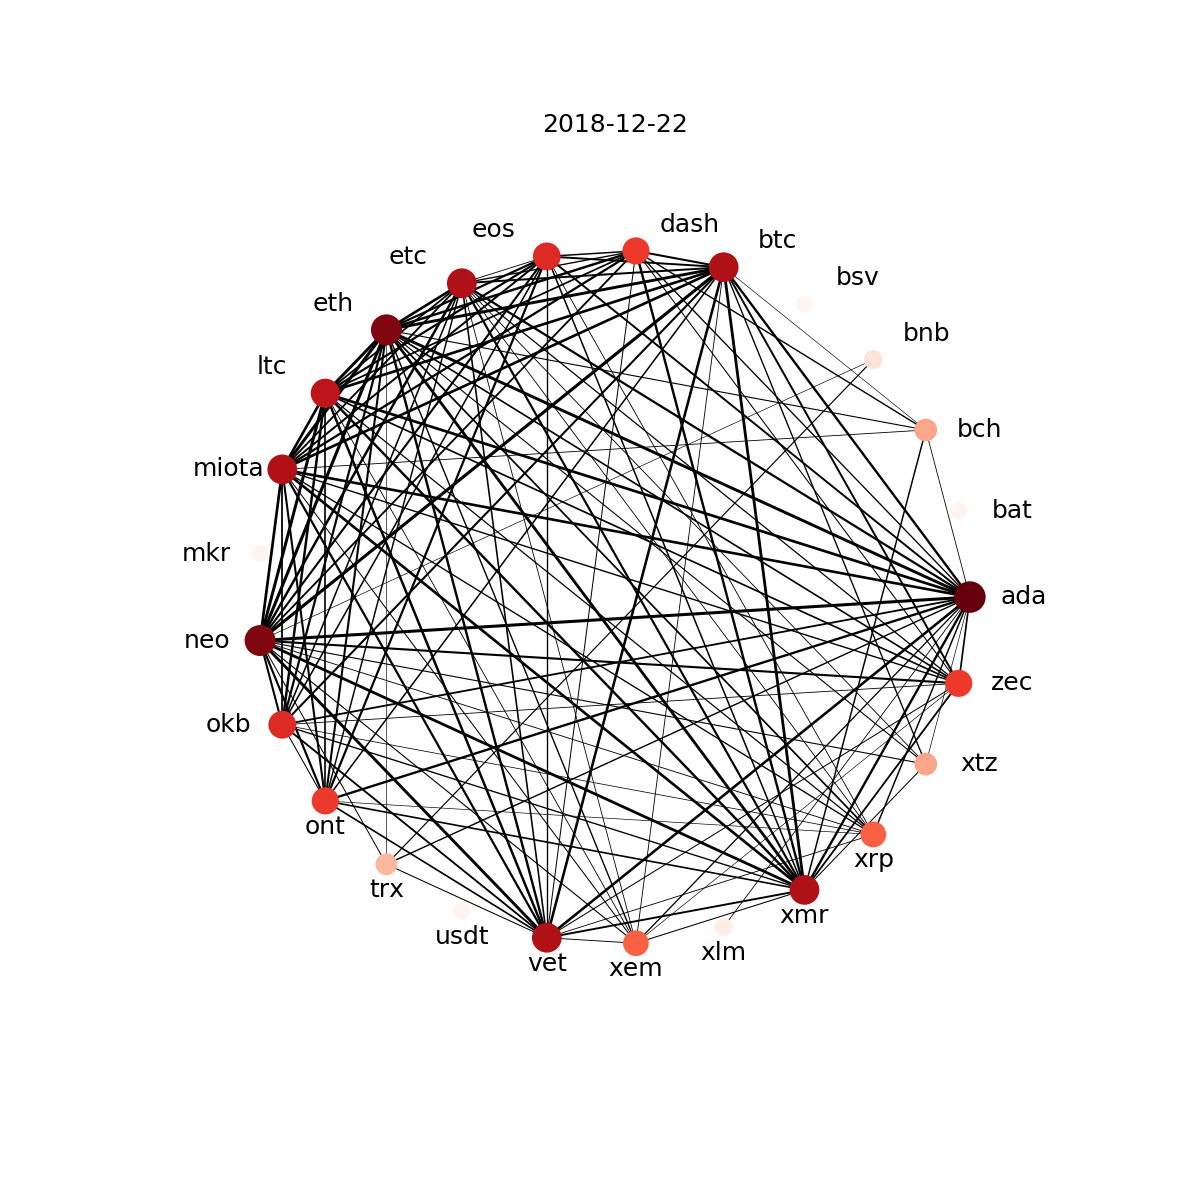 2018-12-22
dash
eos
btc
etc
bsv
eth
bnb
ltc
bch
miota
bat
mkr
ada
neo
zec
okb
xtz
ont
xrp
trx
xmr
usdt
xlm
vet
xem